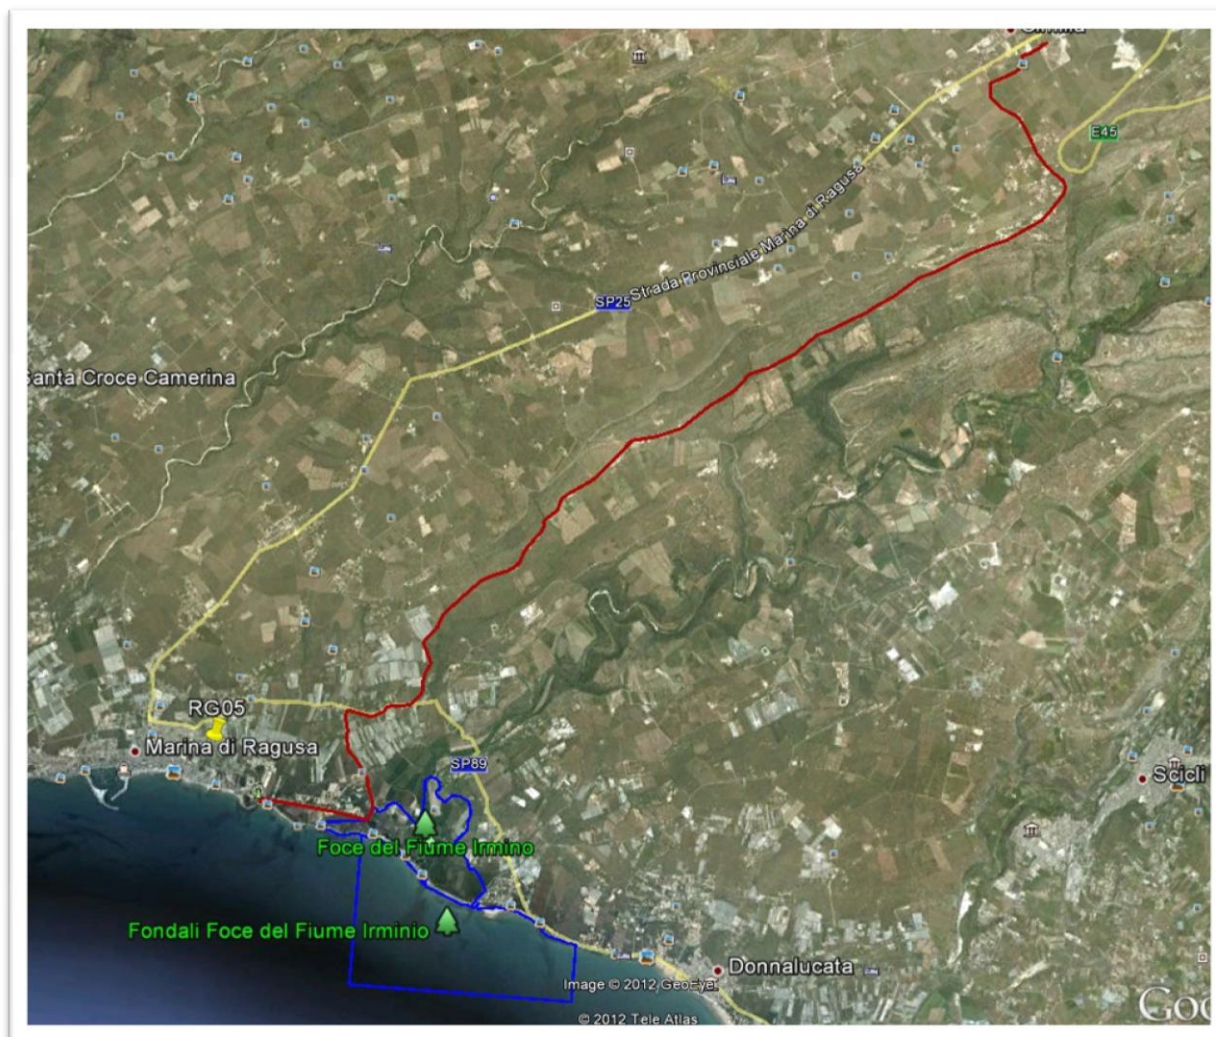 E45
Strada Provinciale Marina di Ragusa
SP25
Santa Croce Camerina
RG05
Marina di Ragusa
SP89
Scicli
Foce del Fiume Irmino
Fondali Foce del Fiume Irminio
Donnalucata
Image © 2012 GeoEye
© 2012 Tele Atlas
Goo